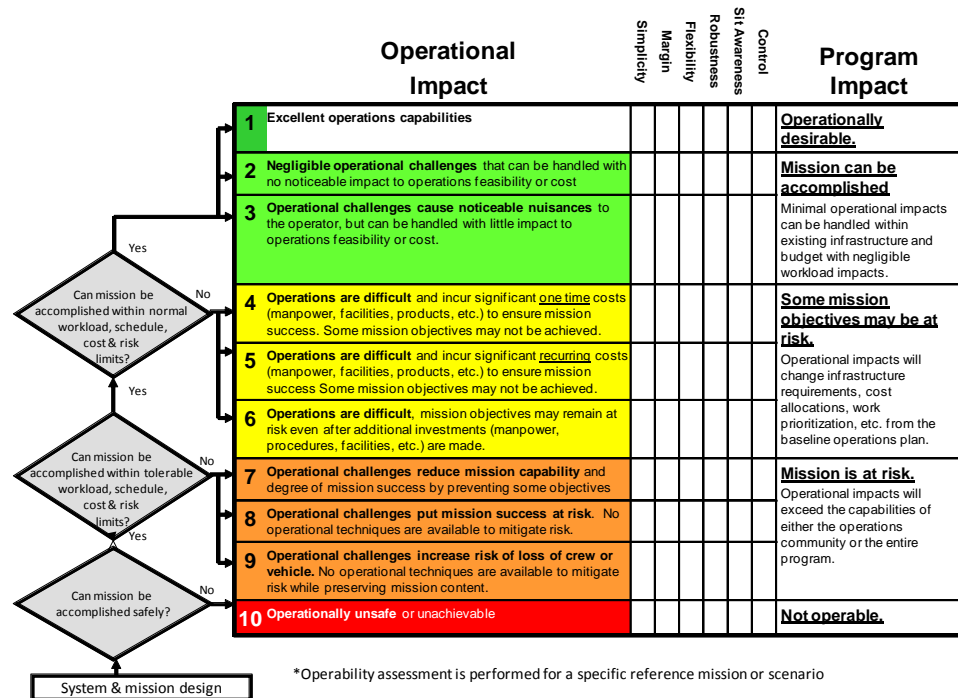 Operational
Impact
Simplicity
Margin
Flexibility
Robustness
Sit Awareness
Control
Program
Impact
1 Excellent operations capabilities
Operationally
desirable.
2 Negligible operational challenges that can be handled with
no noticeable impact to operations feasibility or cost
3 Operational challenges cause noticeable nuisances to
the operator, but can be handled with little impact to
operations feasibility or cost.
Mission can be
accomplished
Minimal operational impacts
can be handled within
existing infrastructure and
budget with negligible
workload impacts.
Yes
Can mission be
accomplished within normal
workload, schedule,
cost & risk
limits?
No
4 Operations are difficult and incur significant one time costs
(manpower, facilities, products, etc.) to ensure mission
success. Some mission objectives may not be achieved.
5 Operations are difficult and incur significant recurring costs
(manpower, facilities, products, etc.) to ensure mission
success Some mission objectives may not be achieved.
6 Operations are difficult, mission objectives may remain at
risk even after additional investments (manpower,
procedures, facilities, etc.) are made.
Some mission
objectives may be at
risk.
Operational impacts will
change infrastructure
requirements, cost
allocations, work
prioritization, etc. from the
baseline operations plan.
Yes
Can mission be
accomplished within tolerable
workload, schedule,
cost & risk
limits?
No
7 Operational challenges reduce mission capability and
degree of mission success by preventing some objectives
8 Operational challenges put mission success at risk. No
operational techniques are available to mitigate risk.
9 Operational challenges increase risk of loss of crew or
vehicle. No operational techniques are available to mitigate
risk while preserving mission content.
Mission is at risk.
Operational impacts will
exceed the capabilities of
either the operations
community or the entire
program.
Yes
Can mission be
accomplished safely?
No
10 Operationally unsafe or unachievable
Not operable.
System & mission design
*Operability assessment is performed for a specific reference mission or scenario